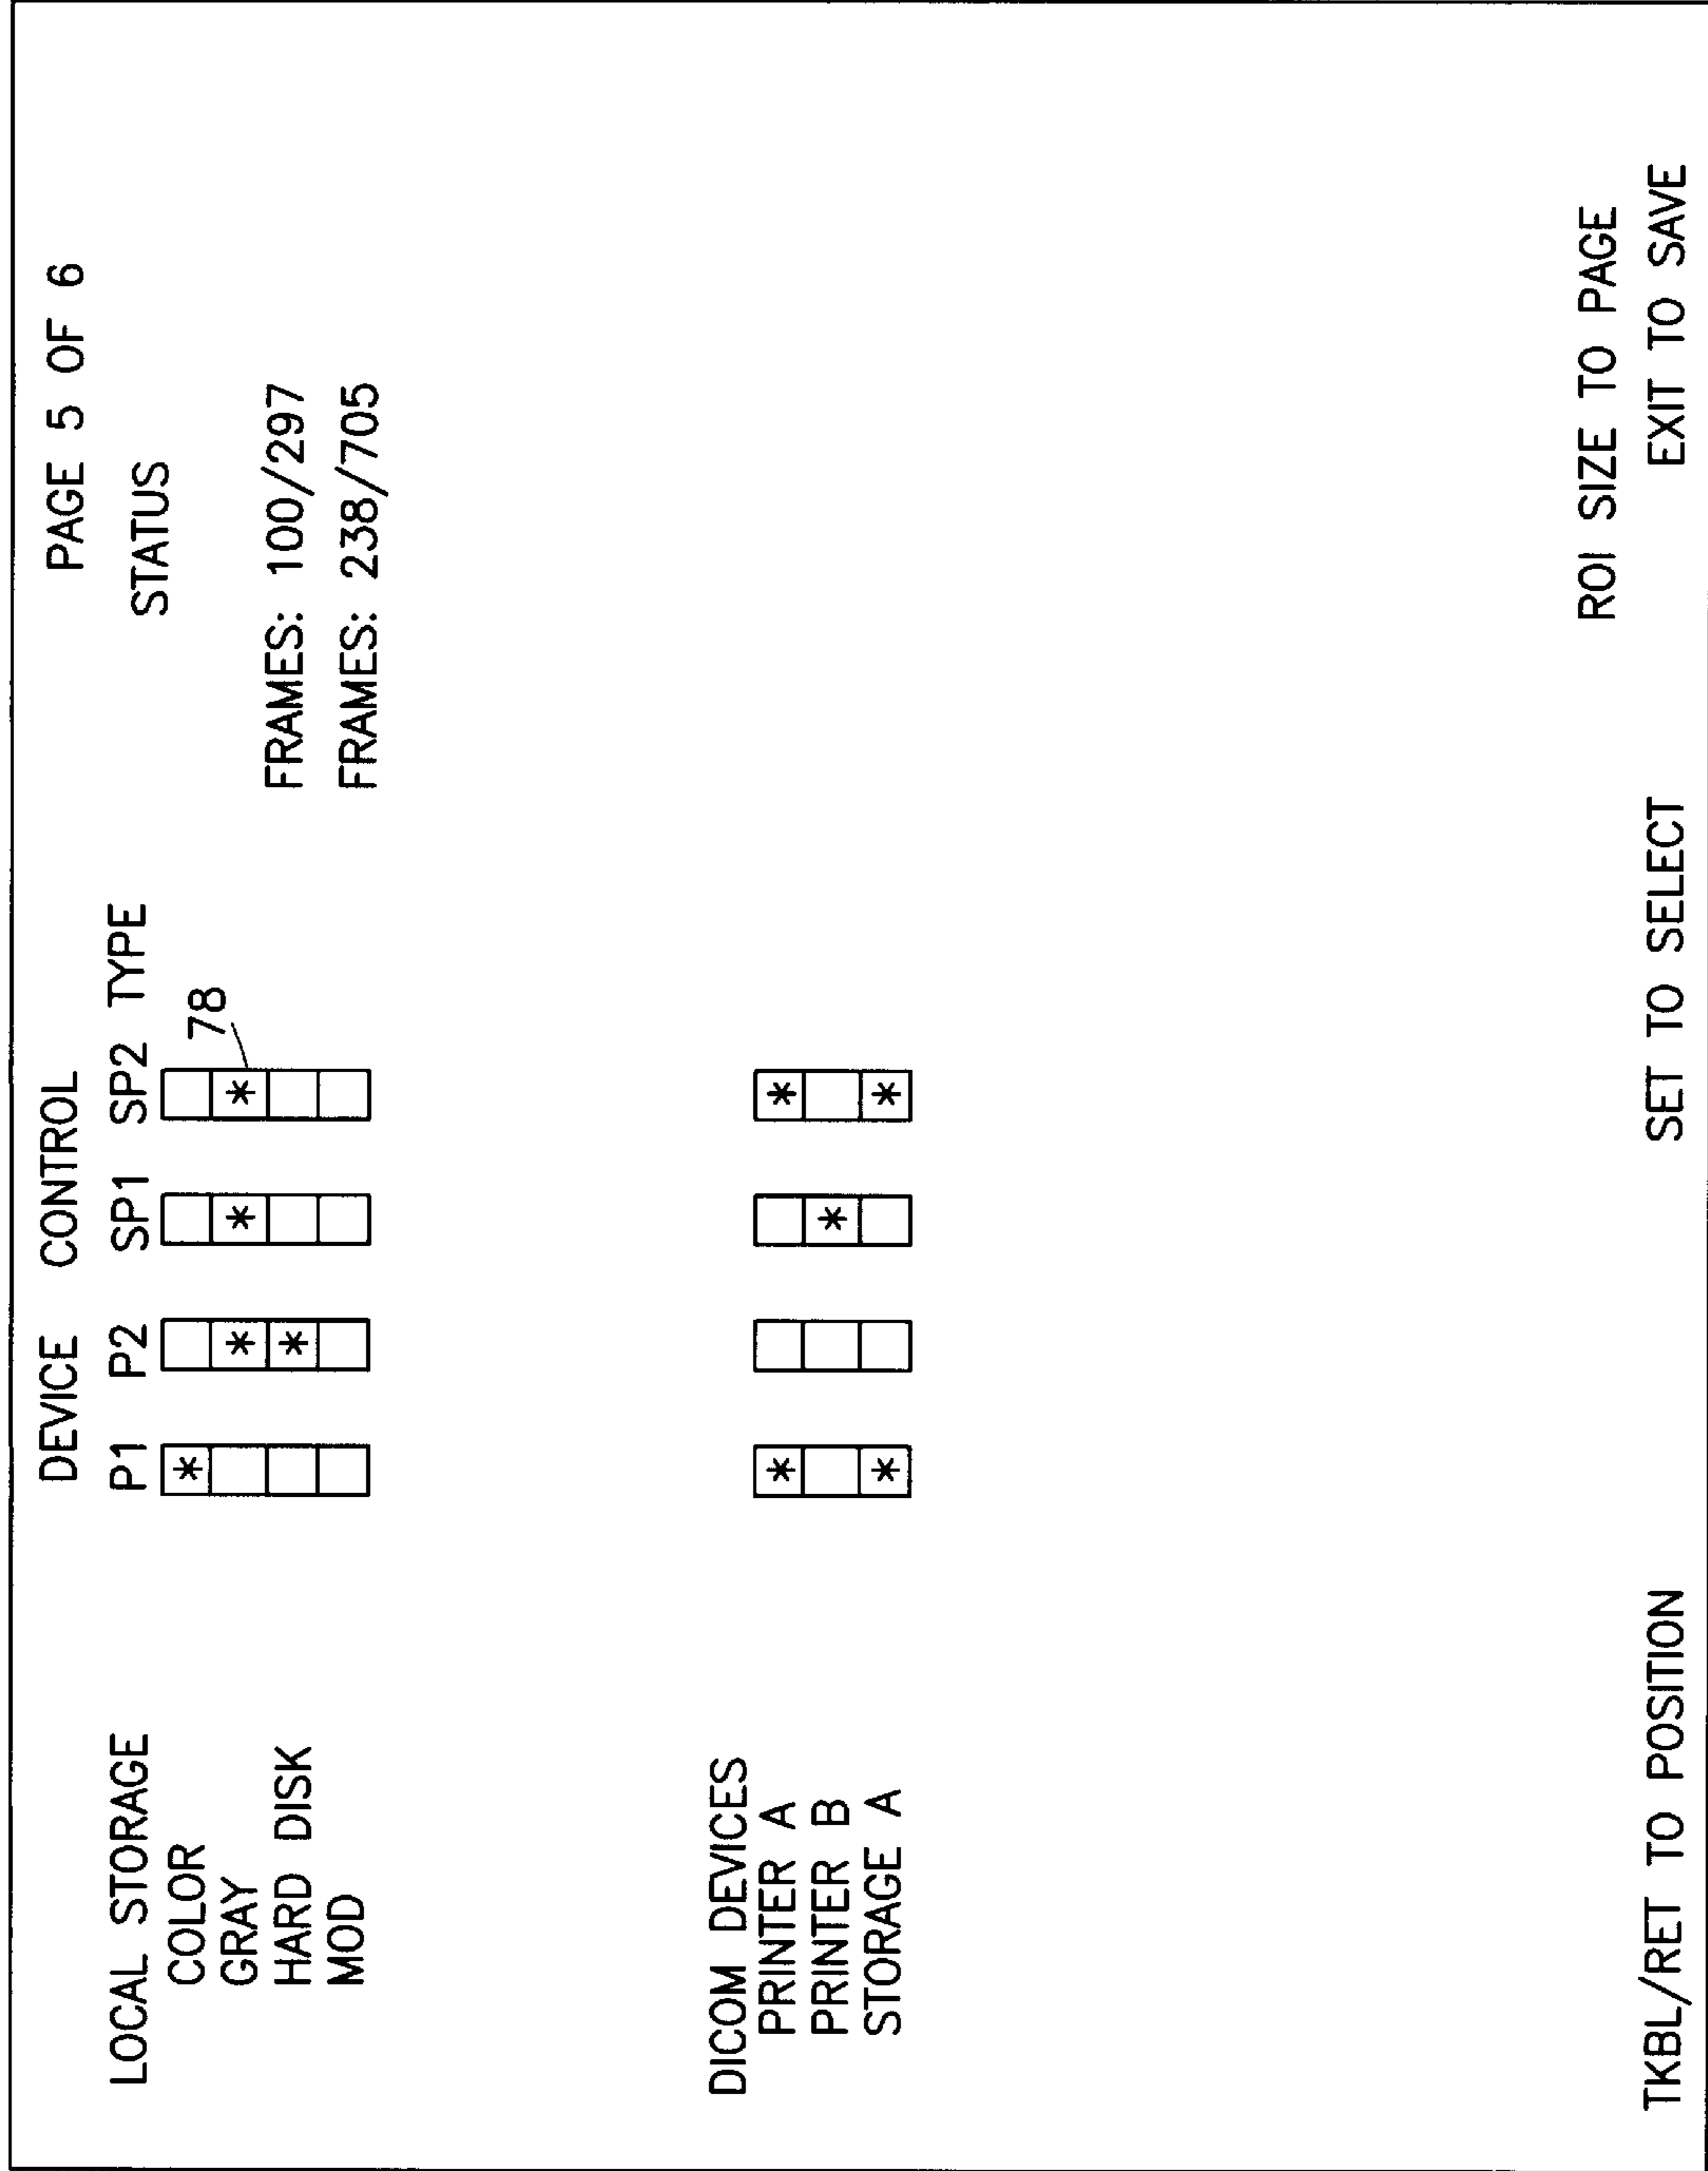 DEVICE CONTROL PAGE 5 OF 6
LOCAL STORAGE P1 P2 SP1 SP2 TYPE STATUS
COLOR *
78
GRAY * * *
HARD DISK * FRAMES: 100/297
MOD FRAMES: 238/705
DICOM DEVICES
PRINTER A * *
PRINTER B *
STORAGE A * *
ROI SIZE TO PAGE
TKBL/RET TO POSITION SET TO SELECT EXIT TO SAVE